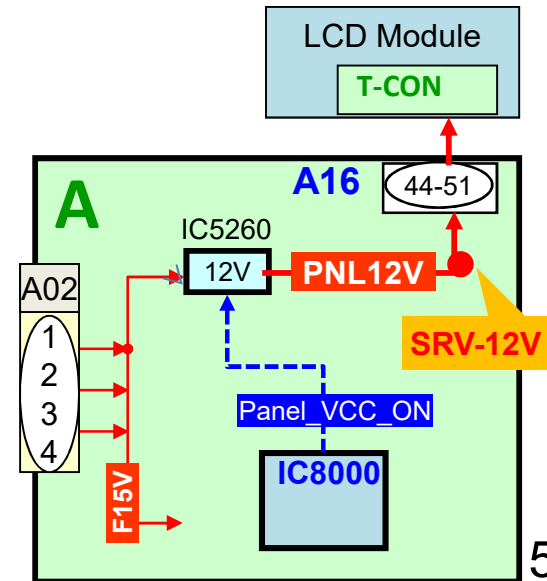 LCD Module
T-CON
A
A16
44-51
IC5260
12V
PNL12V
SRV-12V
A02
1
2
3
4
Panel_VCC_ON
IC8000
F15V
5